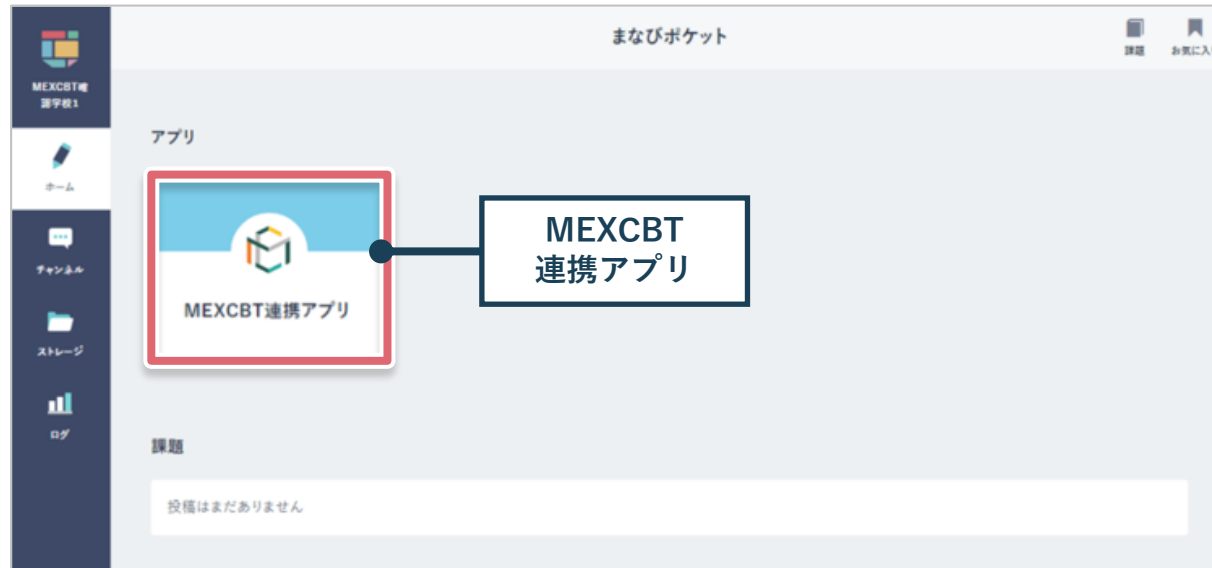 まなびポケット
課題
お気に入
MEXCBT確
認学校1
ホーム
チャンネル
ストレージ
ログ
アプリ
MEXCBT連携アプリ
MEXCBT
連携アプリ
課題
投稿はまだありません